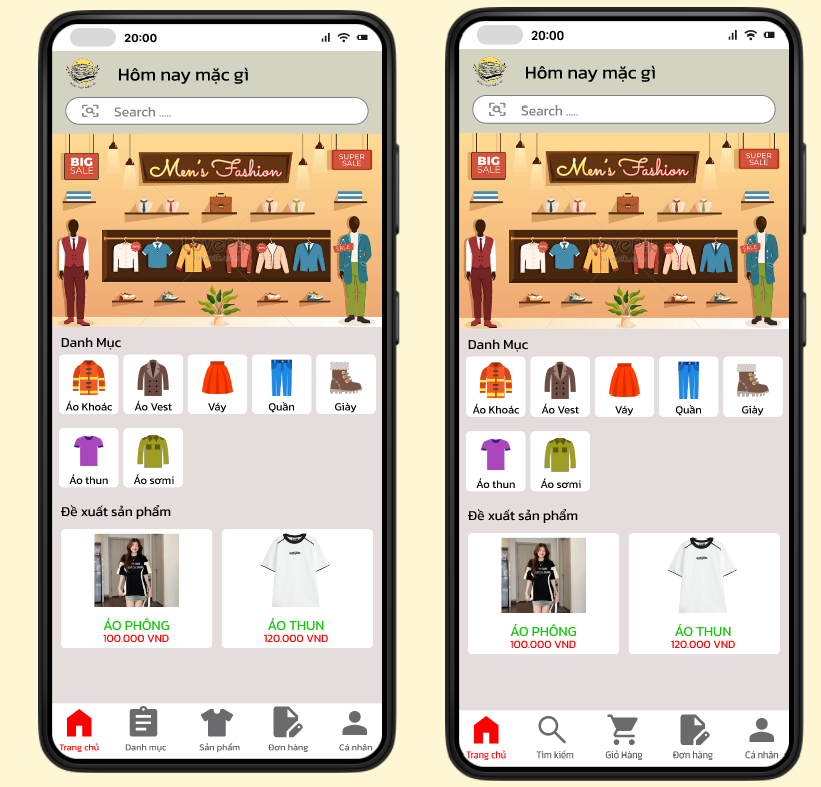 20:00
Hôm nay mặc gì
Search .....
BIG
SALE
Men's Fashion
SUPER
SALE
SALE
Danh Mục
Áo Khoác
Áo Vest
Váy
Quần
Giày
Áo thun
Áo sơmi
Đề xuất sản phẩm
ÁO PHÔNG
100.000 VND
ÁO THUN
120.000 VND
Trang chủ
Danh mục
Sản phẩm
Đơn hàng
Cá nhân
20:00
Hôm nay mặc gì
Search .....
BIG
SALE
Men's Fashion
SUPER
SALE
SALE
Danh Mục
Áo Khoác
Áo Vest
Váy
Quần
Giày
Áo thun
Áo sơmi
Đề xuất sản phẩm
ÁO PHÔNG
100.000 VND
ÁO THUN
120.000 VND
Trang chủ
Tìm kiếm
Giỏ Hàng
Đơn hàng
Cá nhân